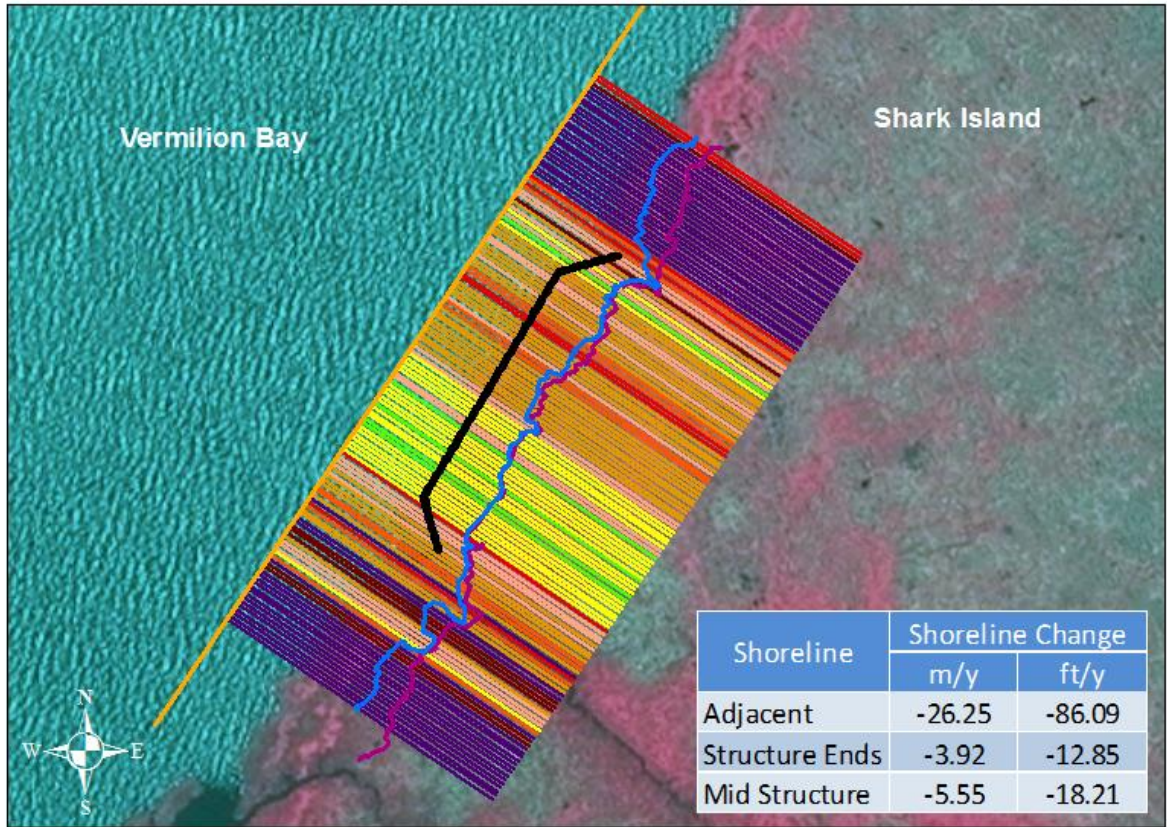 Vermilion Bay
Shark Island
Shoreline Shoreline Change
m/y ft/y
Adjacent -26.25 -86.09
Structure Ends -3.92 -12.85
Mid Structure -5.55 -18.21
N
W E
S